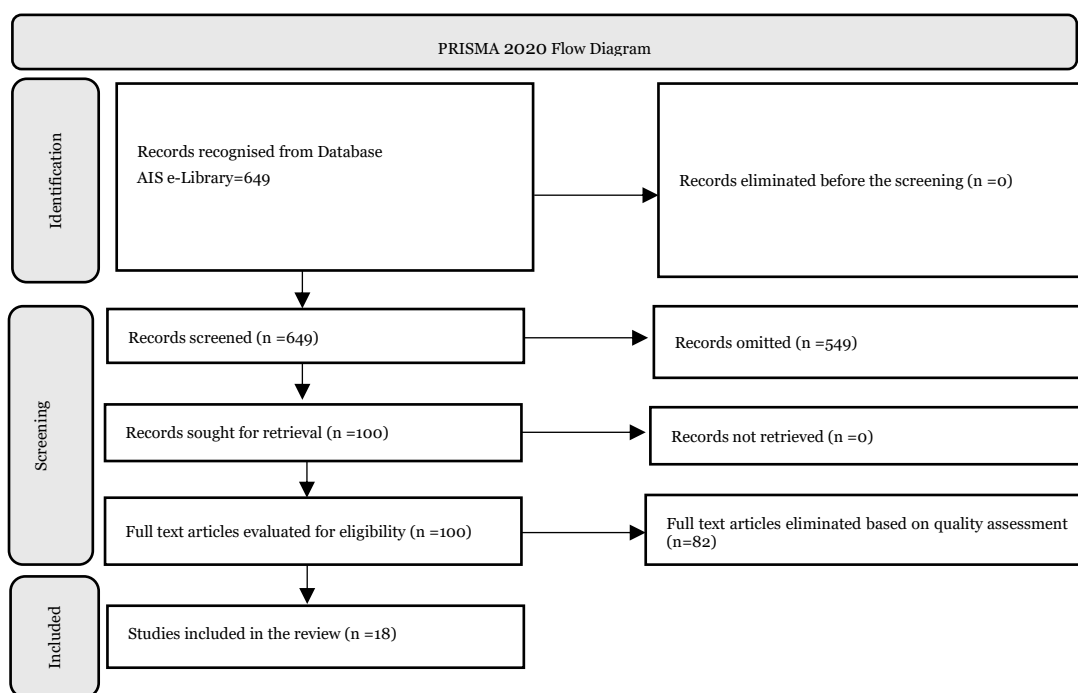 PRISMA 2020 Flow Diagram
Identification
Records recognised from Database
AIS e-Library=649
Records eliminated before the screening (n =0)
Screening
Records screened (n =649)
Records omitted (n =549)
Records sought for retrieval (n =100)
Records not retrieved (n =0)
Full text articles evaluated for eligibility (n =100)
Full text articles eliminated based on quality assessment
(n=82)
Included
Studies included in the review (n =18)